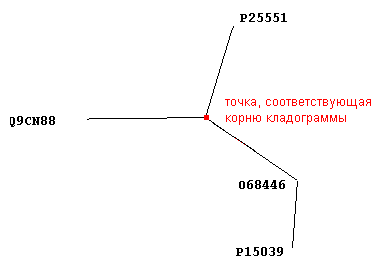 P25551
точка, соответствующая
корню кладограммы
Q9CN88
O68446
P15039